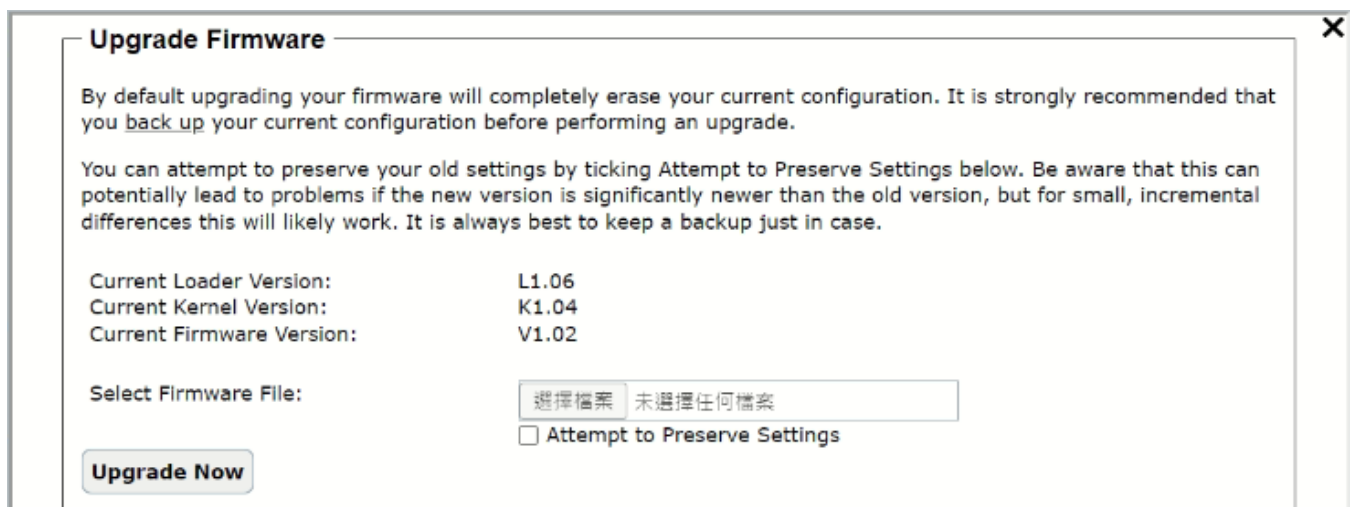 Upgrade Firmware
By default upgrading your firmware will completely erase your current configuration. It is strongly recommended that
you back up your current configuration before performing an upgrade.
You can attempt to preserve your old settings by ticking Attempt to Preserve Settings below. Be aware that this can
potentially lead to problems if the new version is significantly newer than the old version, but for small, incremental
differences this will likely work. It is always best to keep a backup just in case.
Current Loader Version: L1.06
Current Kernel Version: K1.04
Current Firmware Version: V1.02
Select Firmware File: 選擇檔案 未選擇任何檔案
Attempt to Preserve Settings
Upgrade Now